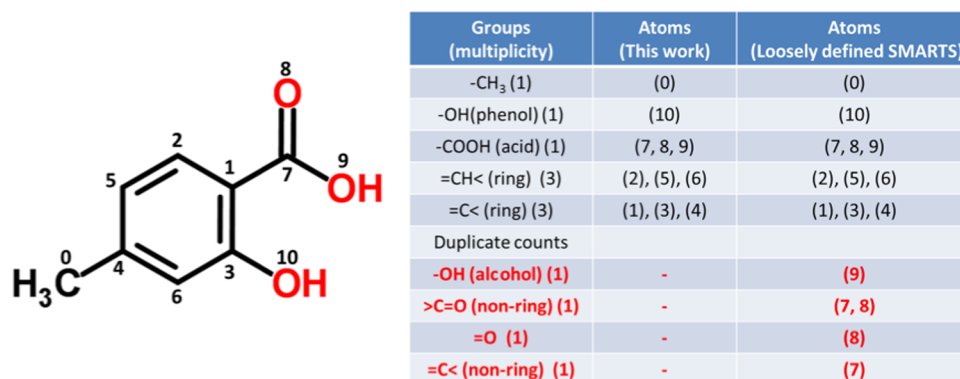 8
O
2
1
9
7
OH
5
0
10
4
3
H₃C
6
OH
Groups (multiplicity) | Atoms (This work) | Atoms (Loosely defined SMARTS)
-CH₃ (1) | (0) | (0)
-OH(phenol) (1) | (10) | (10)
-COOH (acid) (1) | (7, 8, 9) | (7, 8, 9)
=CH< (ring) (3) | (2), (5), (6) | (2), (5), (6)
=C< (ring) (3) | (1), (3), (4) | (1), (3), (4)
Duplicate counts
-OH (alcohol) (1) | - | (9)
>C=O (non-ring) (1) | - | (7, 8)
=O (1) | - | (8)
=C< (non-ring) (1) | - | (7)